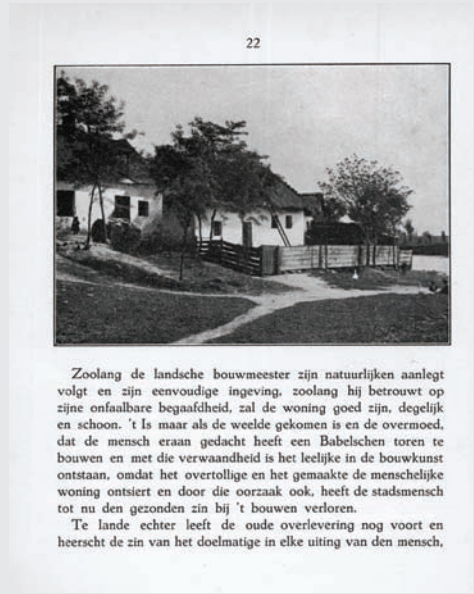 22
Zoolang de landsche bouwmeester zijn natuurlijken aanlegt
volgt en zijn eenvoudige ingeving, zoolang hij betrouwt op
zijne onfaalbare begaafdheid, zal de woning goed zijn, degelijk
en schoon. 't Is maar als de weelde gekomen is en de overmoed,
dat de mensch eraan gedacht heeft een Babelschen toren te
bouwen en met die verwaandheid is het leelijke in de bouwkunst
ontstaan, omdat het overtollige en het gemaakte de menschelijke
woning ontsiert en door die oorzaak ook, heeft de stadsmensch
tot nu den gezonden zin bij 't bouwen verloren.
Te lande echter leeft de oude overlevering nog voort en
heerscht de zin van het doelmatige in elke uiting van den mensch,